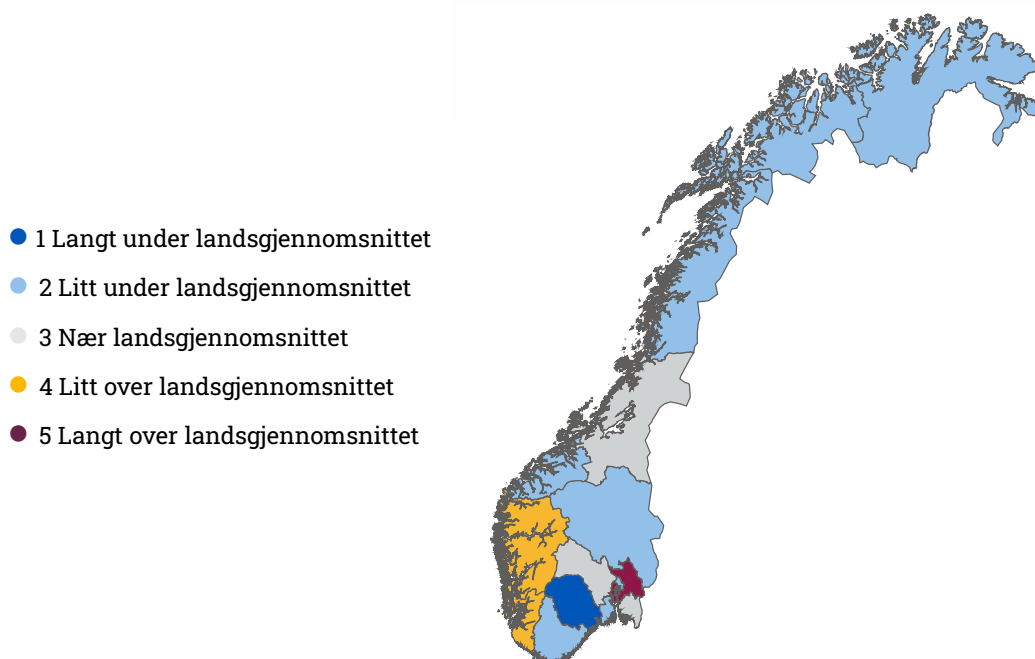 1 Langt under landsgjennomsnittet
2 Litt under landsgjennomsnittet
3 Nær landsgjennomsnittet
4 Litt over landsgjennomsnittet
5 Langt over landsgjennomsnittet